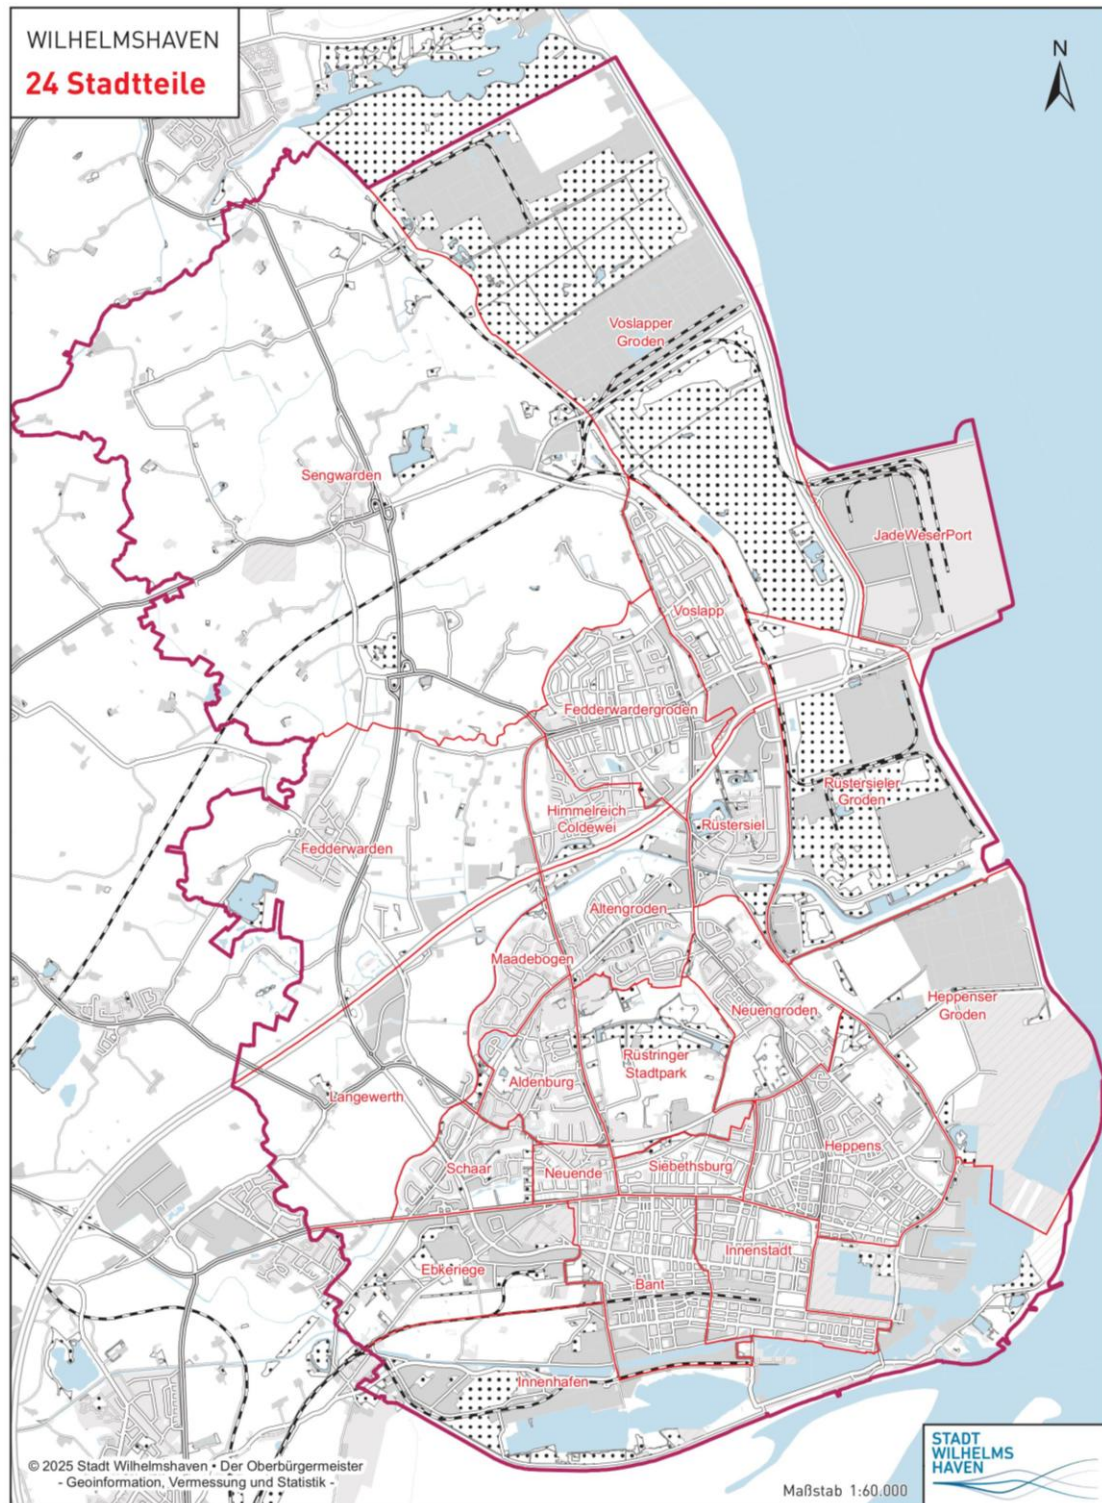 WILHELMSHAVEN
24 Stadtteile
N
Voslapper
Groden
Sengwarden
JadeWeserPort
Voslapp
Fedderwardergroden
Rüstersieler
Groden
Himmelreich
Coldewei
Rüstersiel
Fedderwarden
Altengroden
Maadebogen
Heppenser
Groden
Neuengroden
Rüstringer
Stadtpark
Aldenburg
Langewerth
Heppens
Schaar
Neuende
Siebethsburg
Innenstadt
Ebkeriege
Bant
Innenhafen
© 2025 Stadt Wilhelmshaven • Der Oberbürgermeister
- Geoinformation, Vermessung und Statistik -
Maßstab 1:60.000
STADT
WILHELMS
HAVEN